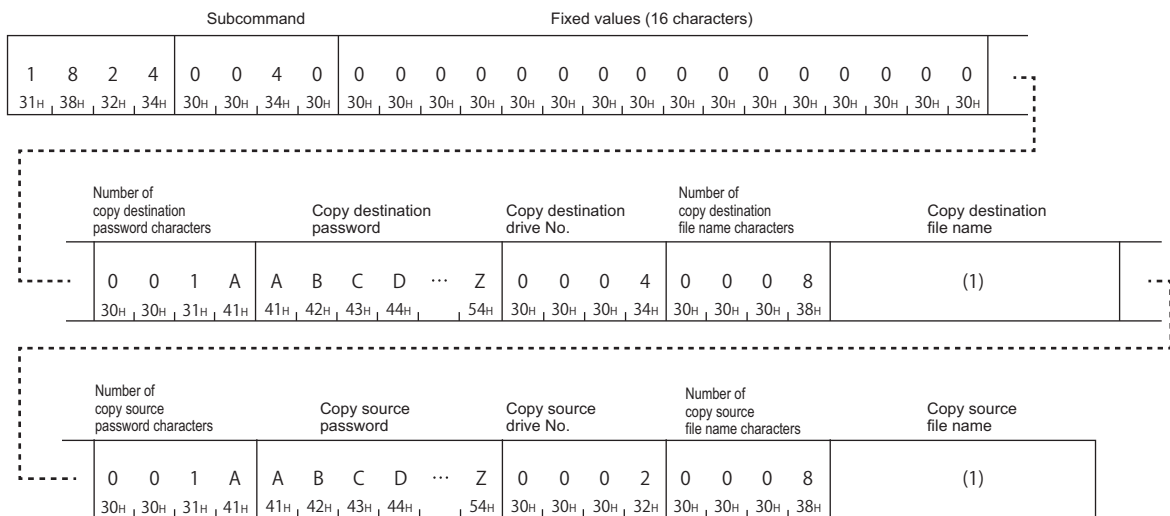 Subcommand Fixed values (16 characters)
1 8 2 4 0 0 4 0 0 0 0 0 0 0 0 0 0 0 0 0 0 0 0 0
31H 38H 32H 34H 30H 30H 34H 30H 30H 30H 30H 30H 30H 30H 30H 30H 30H 30H 30H 30H 30H 30H 30H 30H
Number of
copy destination
password characters
Copy destination
password
Copy destination
drive No.
Number of
copy destination
file name characters
Copy destination
file name
0 0 1 A A B C D ... Z 0 0 0 4 0 0 0 8 (1)
30H 30H 31H 41H 41H 42H 43H 44H 54H 30H 30H 30H 34H 30H 30H 30H 38H
Number of
copy source
password characters
Copy source
password
Copy source
drive No.
Number of
copy source
file name characters
Copy source
file name
0 0 1 A A B C D ... Z 0 0 0 2 0 0 0 8 (1)
30H 30H 31H 41H 41H 42H 43H 44H 54H 30H 30H 30H 32H 30H 30H 30H 38H